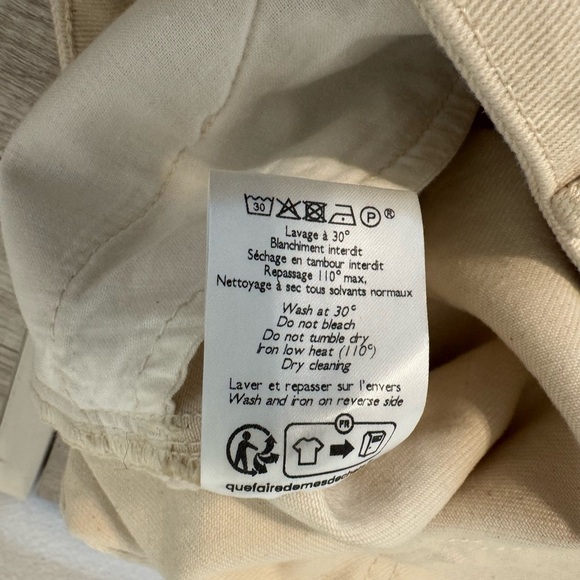 30 P ®
Lavage à 30°
Blanchiment interdit
Séchage en tambour interdit
Repassage 110° max,
Nettoyage à sec tous solvants normaux
Wash at 30°
Do not bleach
Do not tumble dry
Iron low heat (110°)
Dry cleaning
Laver et repasser sur l'envers
Wash and iron on reverse side
FR